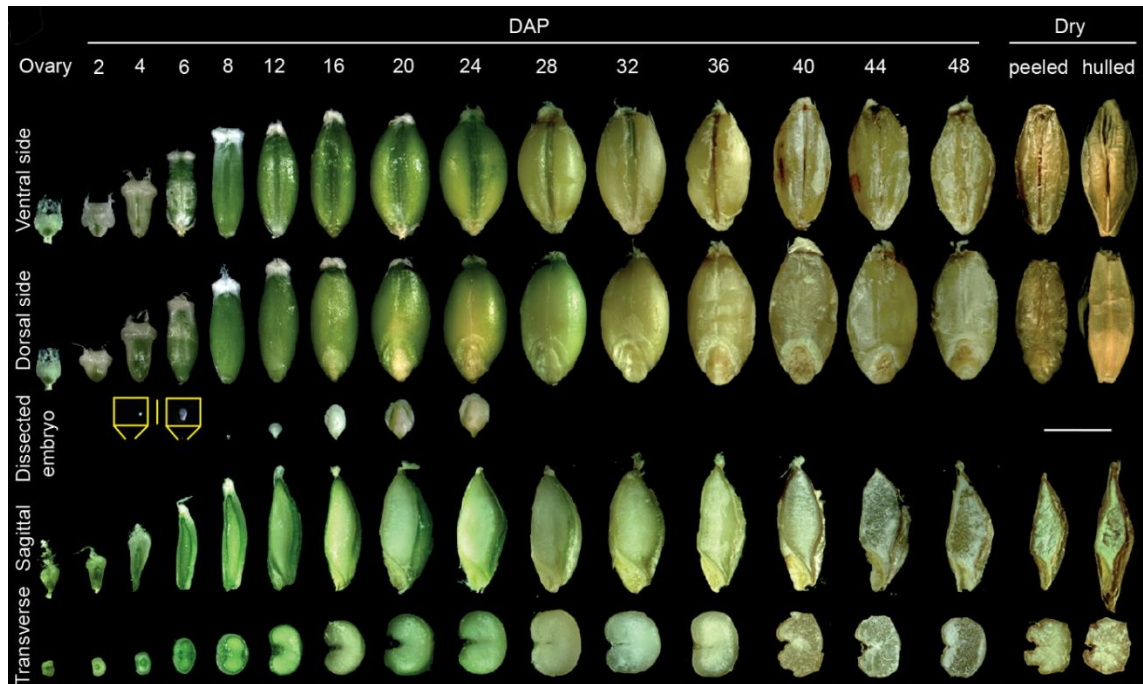 DAP Dry
Ovary 2 4 6 8 12 16 20 24 28 32 36 40 44 48 peeled hulled
Ventral side
Dorsal side
Dissected embryo
Sagittal
Transverse